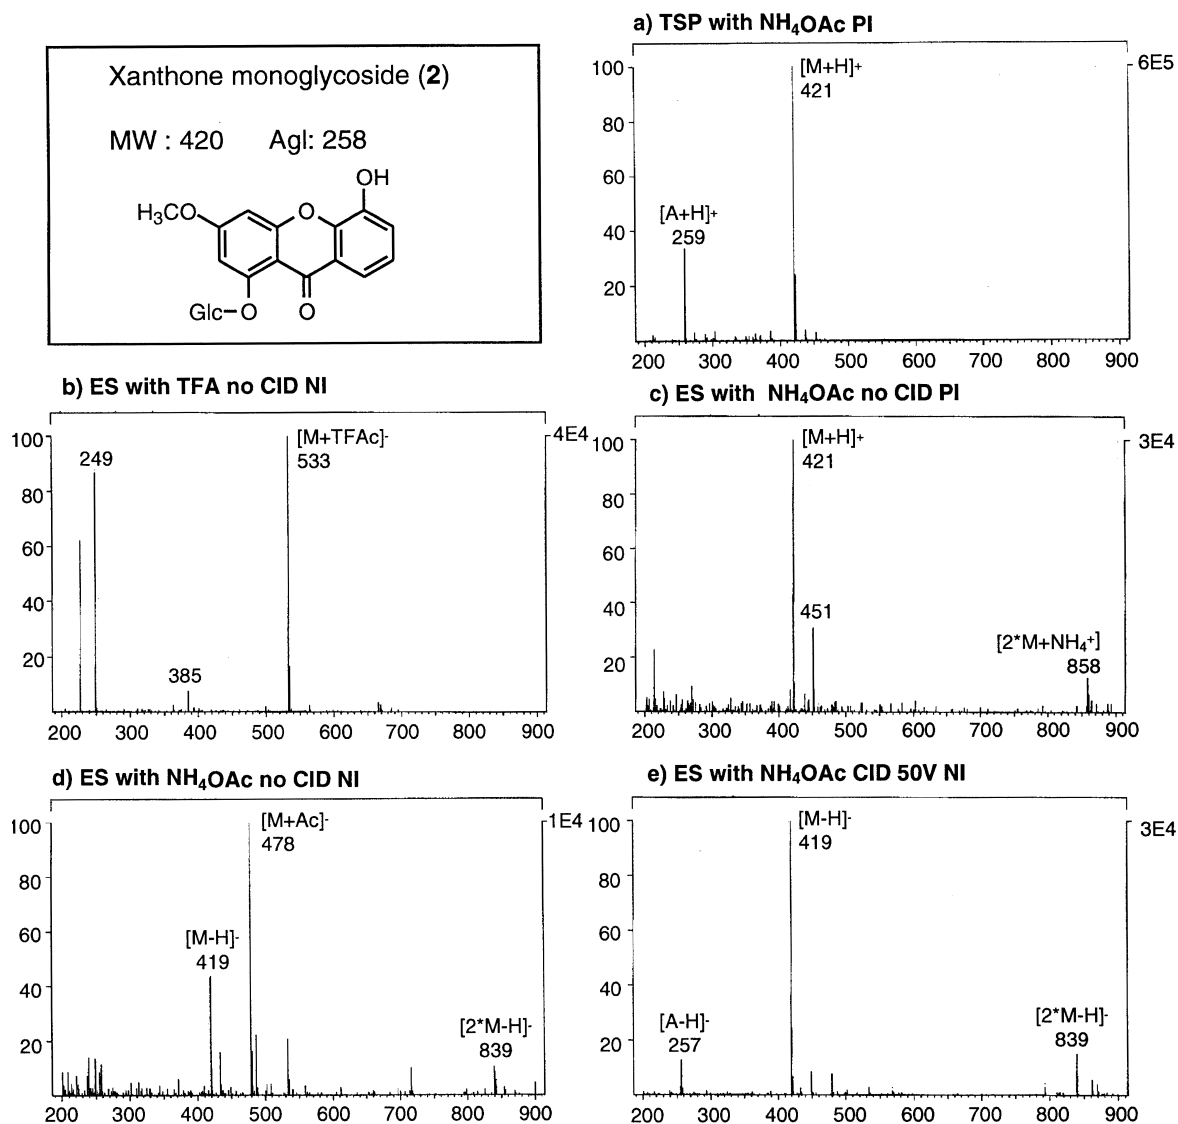 a) TSP with NH₄OAc PI
Xanthone monoglycoside (2)
MW : 420 Agl: 258
OH
H₃CO
O
Glc–O
O
100
80
60
40
20
[M+H]⁺
421
6E5
[A+H]⁺
259
200 300 400 500 600 700 800 900
b) ES with TFA no CID NI
100
80
60
40
20
249
[M+TFAc]⁻
533
4E4
385
200 300 400 500 600 700 800 900
c) ES with NH₄OAc no CID PI
100
80
60
40
20
[M+H]⁺
421
3E4
451
[2*M+NH₄⁺]
858
200 300 400 500 600 700 800 900
d) ES with NH₄OAc no CID NI
100
80
60
40
20
[M+Ac]⁻
478
1E4
[M-H]⁻
419
[2*M-H]⁻
839
200 300 400 500 600 700 800 900
e) ES with NH₄OAc CID 50V NI
100
80
60
40
20
[M-H]⁻
419
3E4
[A-H]⁻
257
[2*M-H]⁻
839
200 300 400 500 600 700 800 900